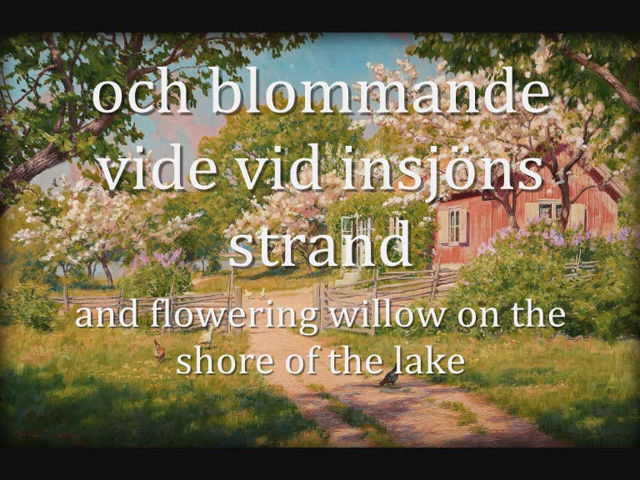 och blommande
vide vid insjöns
strand
and flowering willow on the
shore of the lake